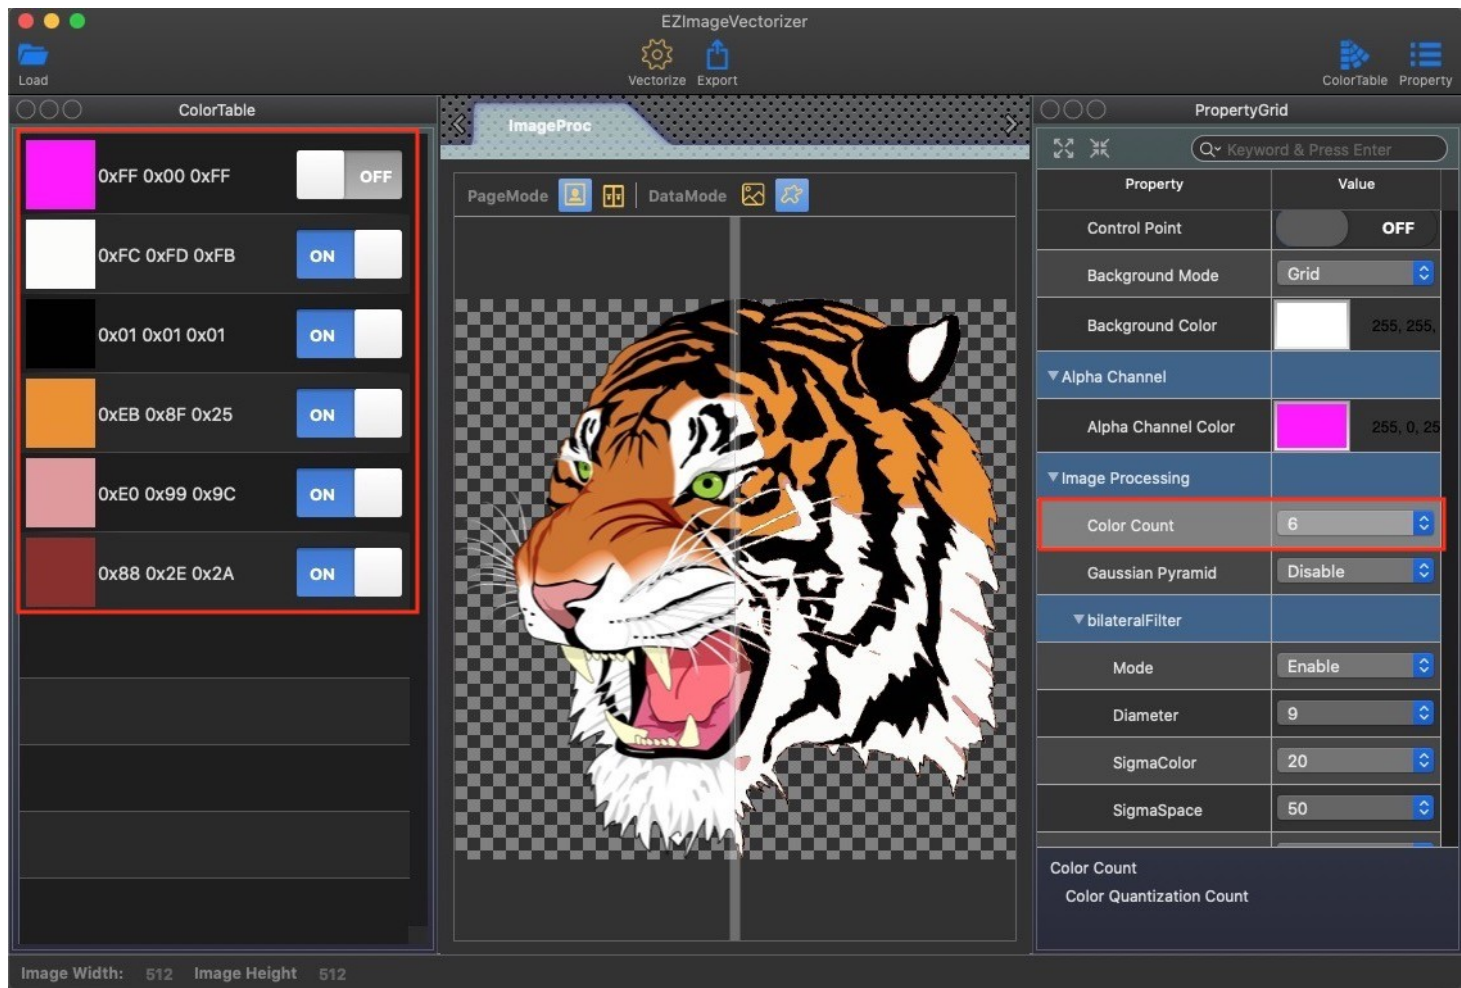 EZImageVectorizer
Load
Vectorize Export
ColorTable Property
ColorTable
0xFF 0x00 0xFF OFF
0xFC 0xFD 0xFB ON
0x01 0x01 0x01 ON
0xEB 0x8F 0x25 ON
0xE0 0x99 0x9C ON
0x88 0x2E 0x2A ON
ImageProc
PageMode DataMode
PropertyGrid
Keyword & Press Enter
Property Value
Control Point OFF
Background Mode Grid
Background Color 255, 255,
Alpha Channel
Alpha Channel Color 255, 0, 25
Image Processing
Color Count 6
Gaussian Pyramid Disable
bilateralFilter
Mode Enable
Diameter 9
SigmaColor 20
SigmaSpace 50
Color Count
Color Quantization Count
Image Width: 512 Image Height 512